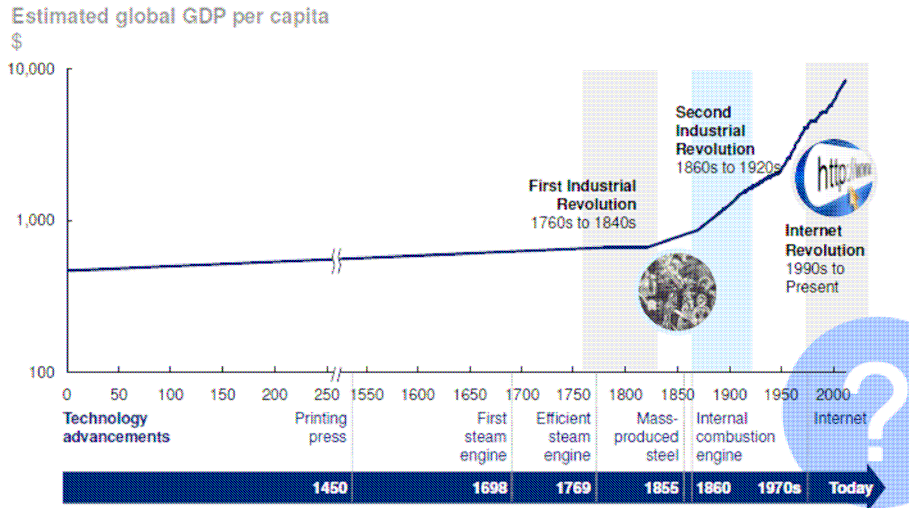 Estimated global GDP per capita
$
10,000
1,000
100
First Industrial
Revolution
1760s to 1840s
Second
Industrial
Revolution
1860s to 1920s
http://
Internet
Revolution
1990s to
Present
0 50 100 150 200 250 1550 1600 1650 1700 1750 1800 1850 1900 1950 2000
Technology
advancements
Printing
press
First
steam
engine
Efficient
steam
engine
Mass-
produced
steel
Internal
combustion
engine
Internet
?
1450 1698 1769 1855 1860 1970s Today